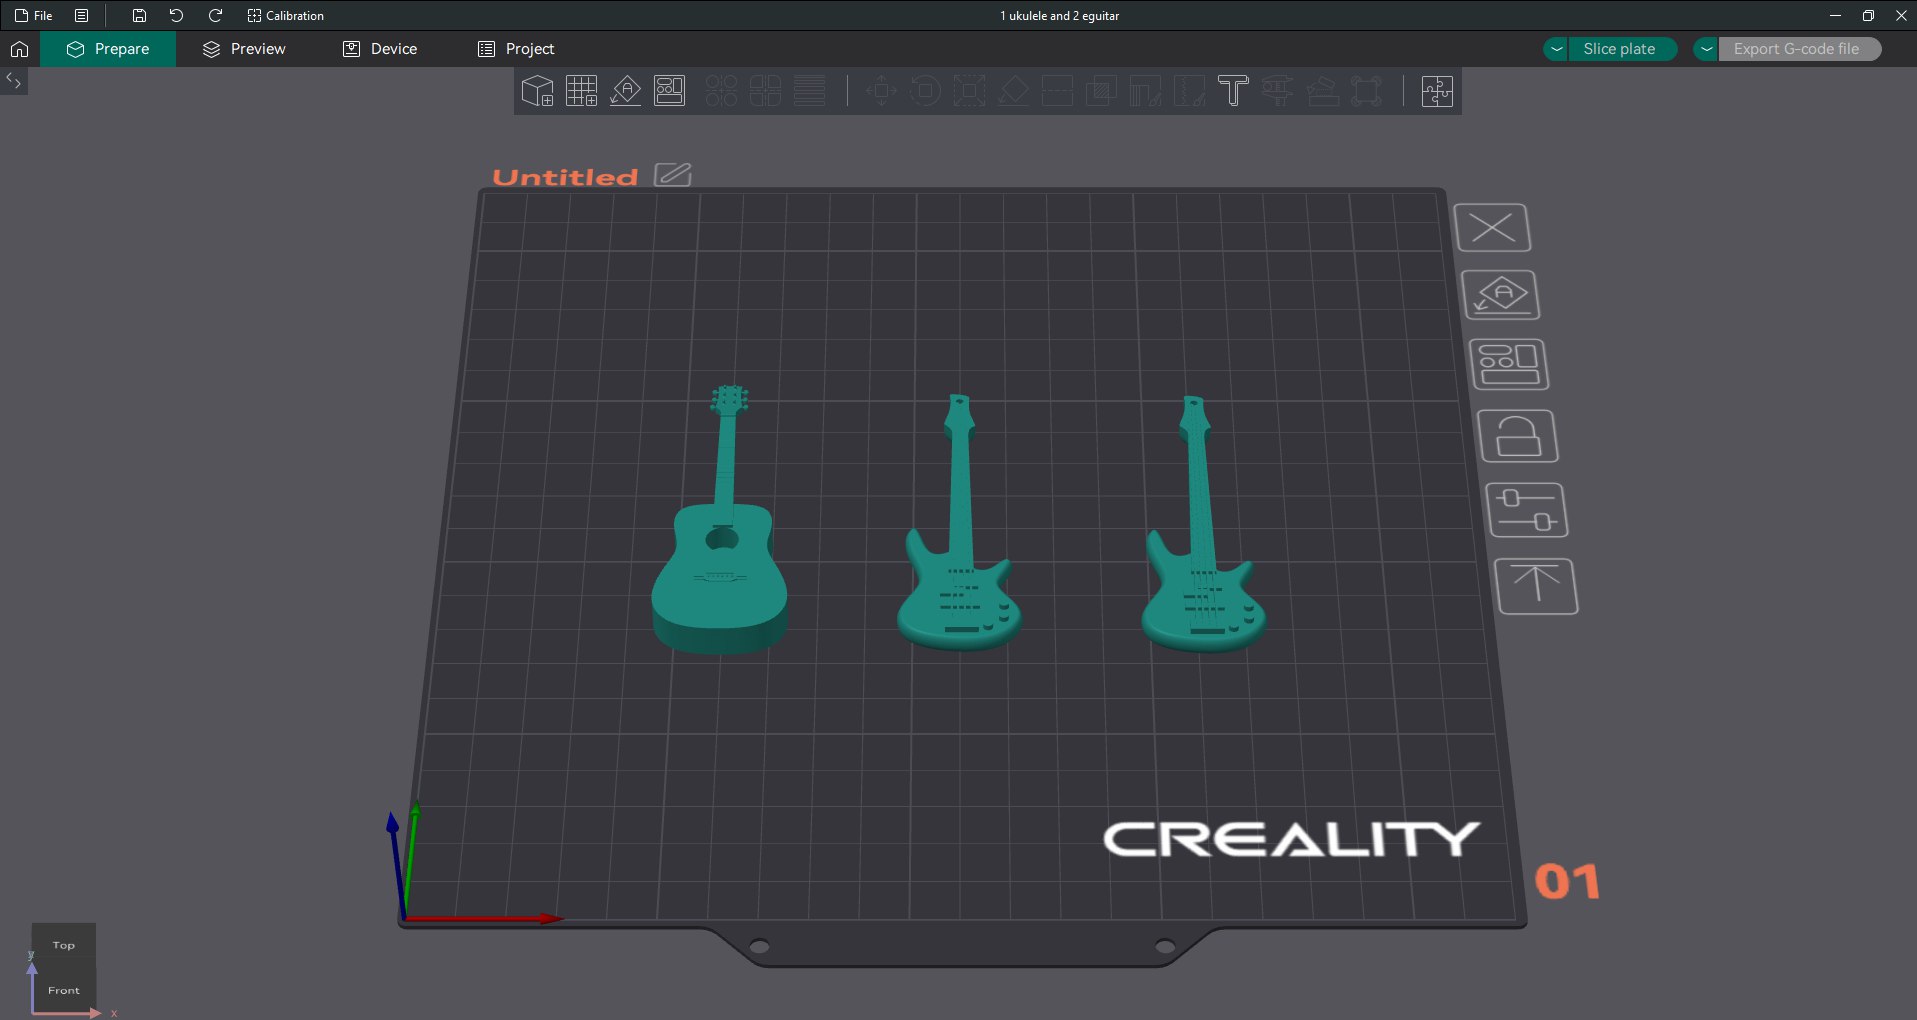 File
Calibration
1 ukulele and 2 eguitar
Prepare
Preview
Device
Project
Slice plate
Export G-code file
Untitled
CREALITY
01
Top
y
Front
x